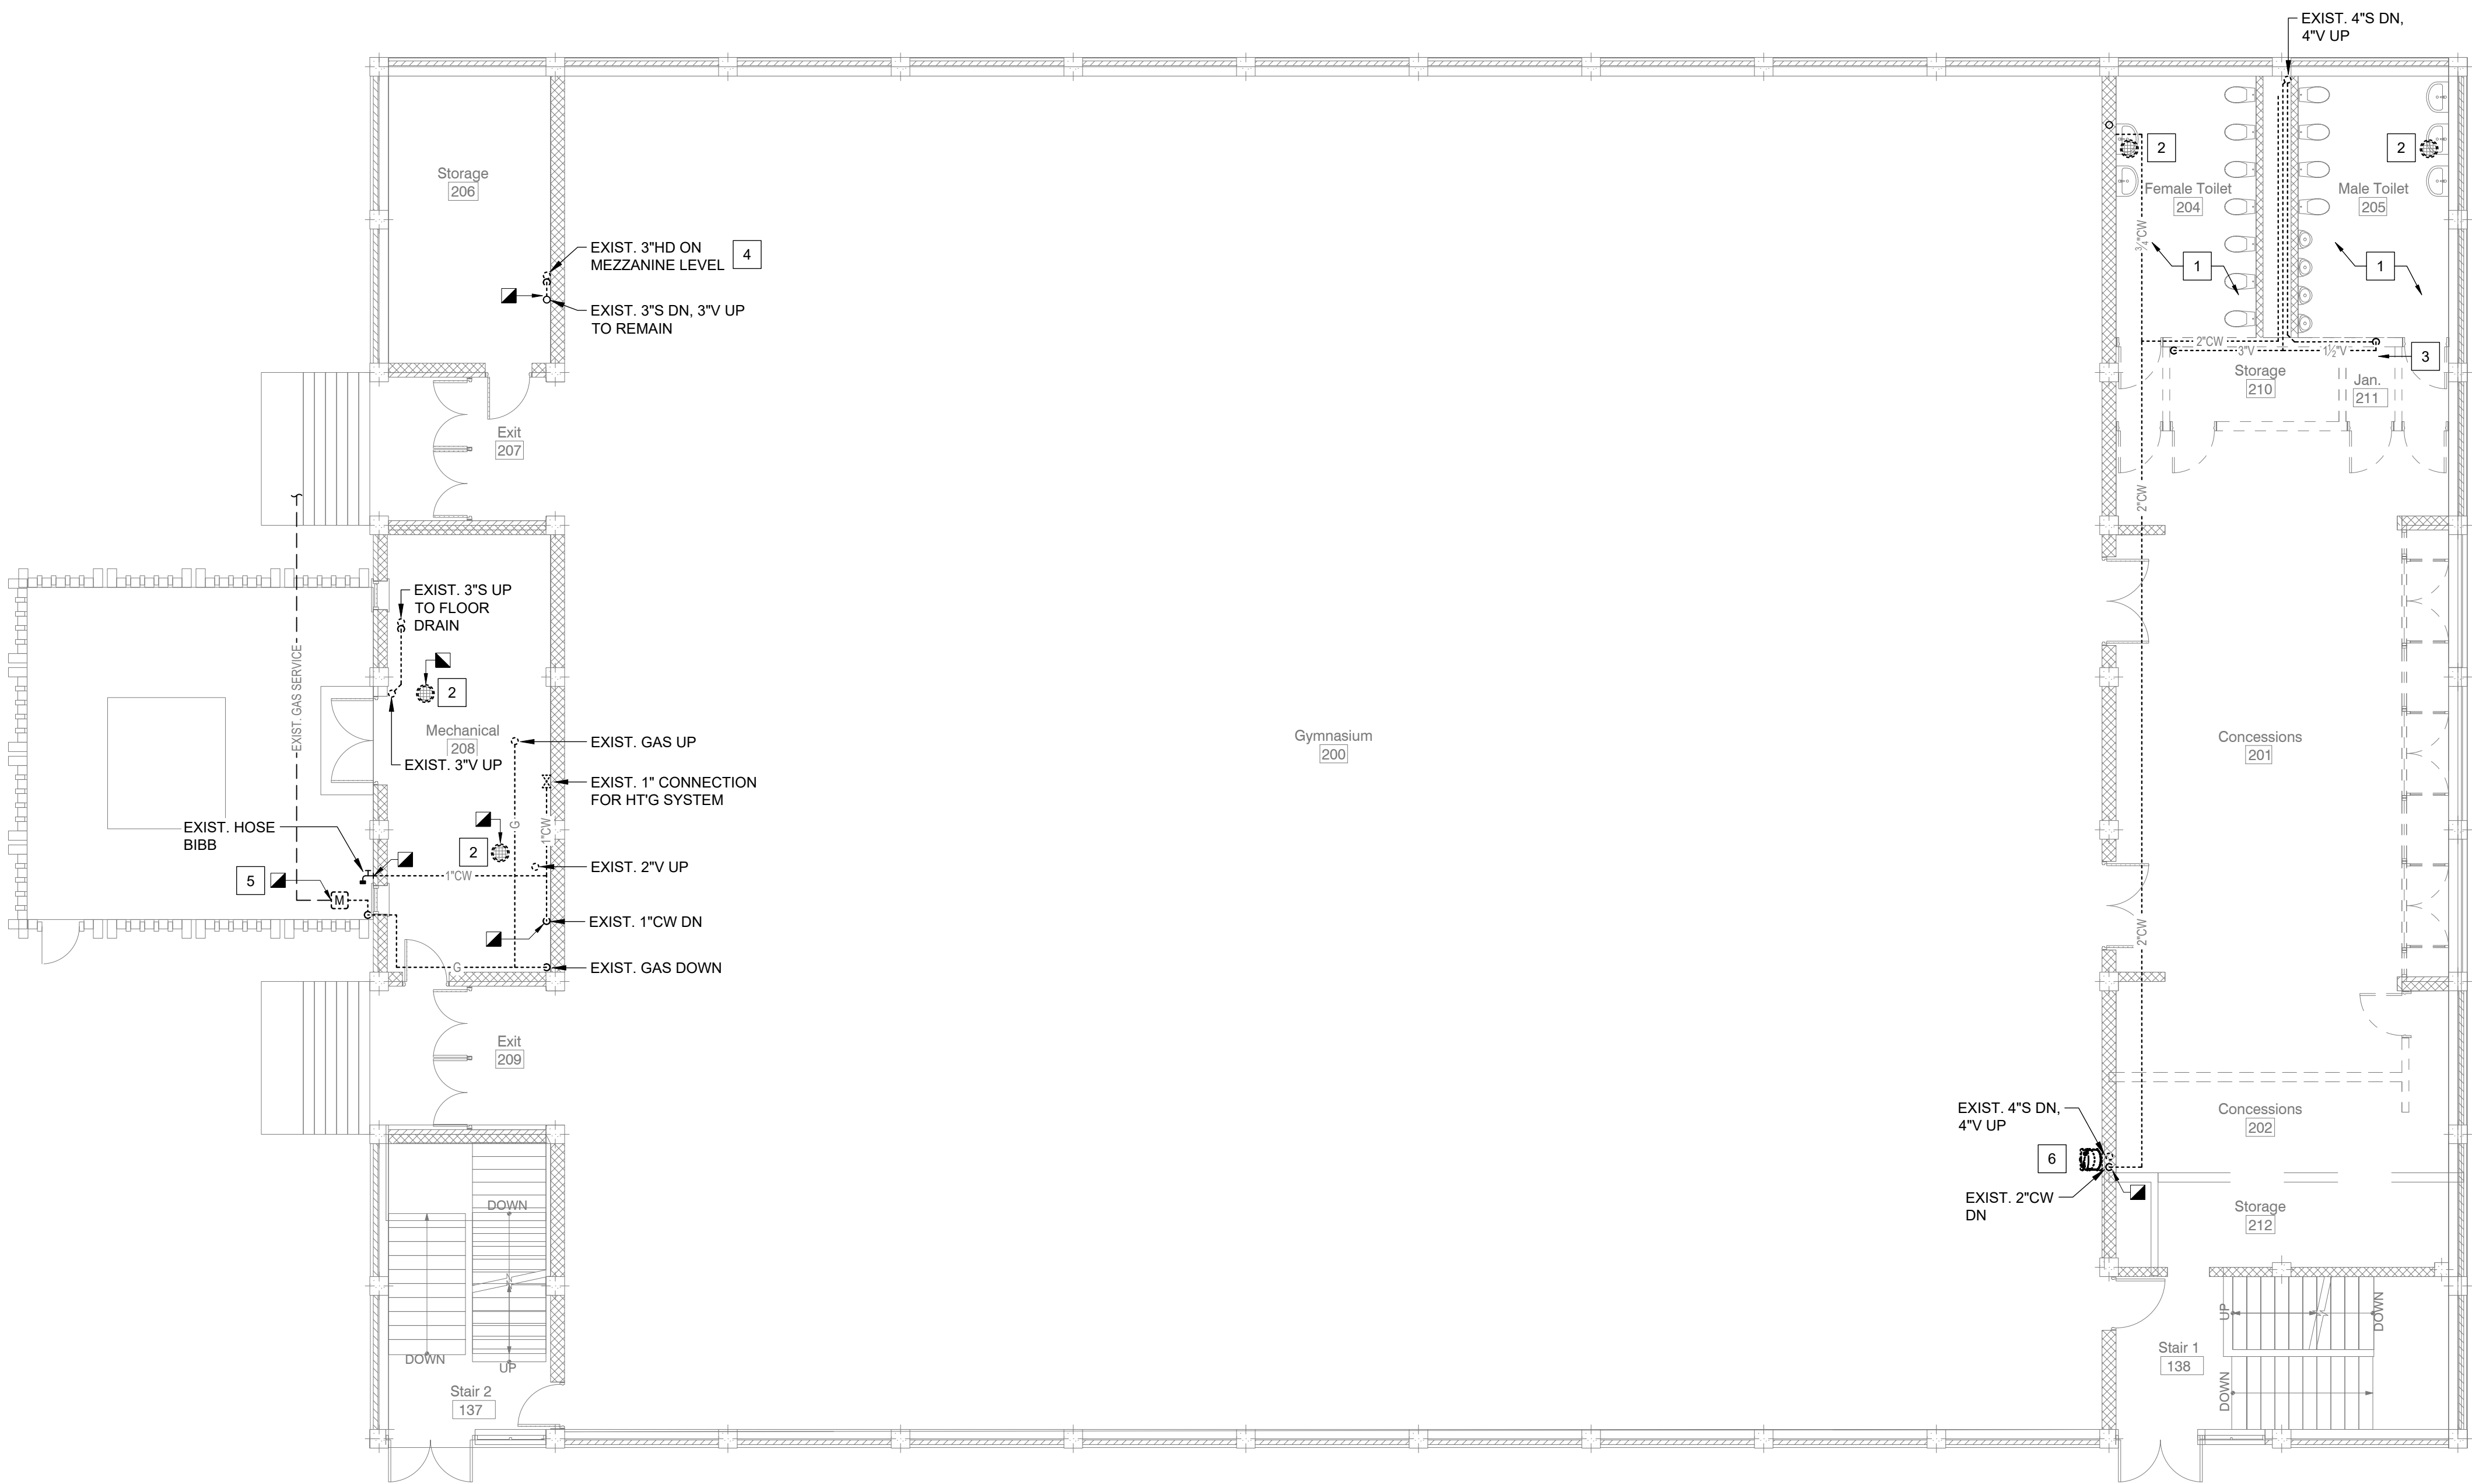 EXIST. 4"S DN,
4"V UP
Storage
206
2
2
Female Toilet
204
Male Toilet
205
3/4"CW
EXIST. 3"HD ON
MEZZANINE LEVEL
4
1
1
EXIST. 3"S DN, 3"V UP
TO REMAIN
2"CW
3"V
1½"V
3
Storage
210
Jan.
211
Exit
207
2"CW
EXIST. GAS SERVICE
EXIST. 3"S UP
TO FLOOR
DRAIN
2
Mechanical
208
EXIST. 3"V UP
EXIST. GAS UP
EXIST. 1" CONNECTION
FOR HT'G SYSTEM
Gymnasium
200
Concessions
201
EXIST. HOSE
BIBB
G
1"CW
2
EXIST. 2"V UP
1"CW
5
M
EXIST. 1"CW DN
2"CW
G
EXIST. GAS DOWN
Exit
209
EXIST. 4"S DN,
4"V UP
Concessions
202
6
EXIST. 2"CW
DN
Storage
212
DOWN
DOWN
UP
UP
DOWN
DOWN
Stair 1
138
Stair 2
137